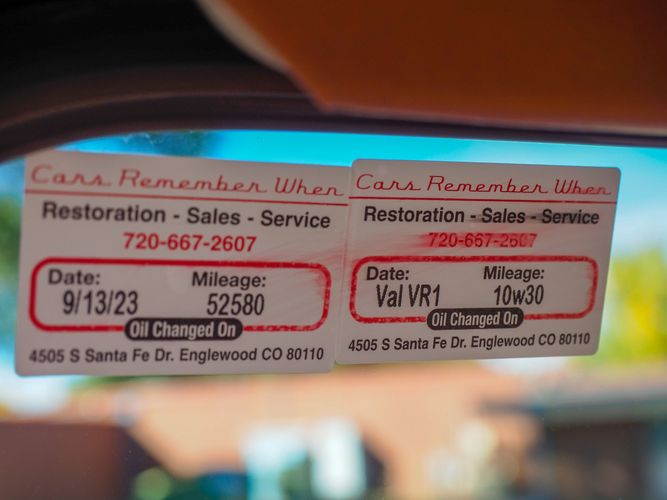 Cars Remember When
Restoration - Sales - Service
720-667-2607
Date: Mileage:
9/13/23 52580
Oil Changed On
4505 S Santa Fe Dr. Englewood CO 80110
Cars Remember When
Restoration - Sales - Service
720-667-2607
Date: Mileage:
Val VR1 10w30
Oil Changed On
4505 S Santa Fe Dr. Englewood CO 80110